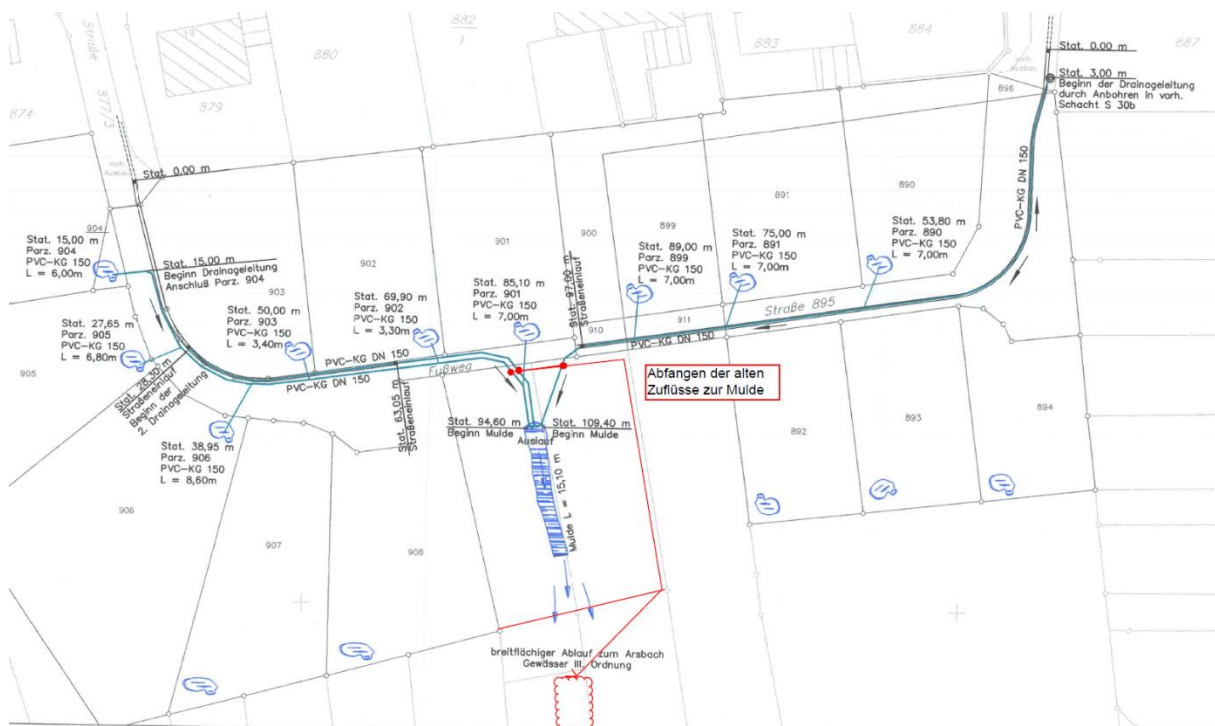 Straße
877/5
874
879
19
880
882
1
883
884
887
vorh.
Ausbau
Stat. 0.00 m
Stat. 3,00 m
Beginn der Drainageleitung
durch Anbohren in vorh.
Schacht S 30b
896
Stat. 0.00 m
904
Stat. 15,00 m
Parz. 904
PVC-KG 150
L = 6,00m
Stat. 15.00 m
Beginn Drainageleitung
Anschluß Parz. 904
903
902
901
900
899
891
890
Stat. 27,65 m
Parz. 905
PVC-KG 150
L = 6,80m
Stat. 50,00 m
Parz. 903
PVC-KG 150
L = 3,40m
Stat. 69,90 m
Parz. 902
PVC-KG 150
L = 3,30m
Stat. 85,10 m
Parz. 901
PVC-KG 150
L = 7,00m
Stat. 97,00 m
Straßeneinlauf
Stat. 89,00 m
Parz. 899
PVC-KG 150
L = 7,00m
Stat. 75,00 m
Parz. 891
PVC-KG 150
L = 7,00m
Stat. 53,80 m
Parz. 890
PVC-KG 150
L = 7,00m
PVC-KG DN 150
910
911
Straße 895
PVC-KG DN 150
905
Stat. 28,30 m
Straßeneinlauf
Beginn der
2. Drainageleitung
PVC-KG DN 150
PVC-KG DN 150
Fußweg
Stat. 63,05 m
Straßeneinlauf
Abfangen der alten
Zuflüsse zur Mulde
Stat. 38,95 m
Parz. 906
PVC-KG 150
L = 8,60m
Stat. 94,60 m
Beginn Mulde
Stat. 109,40 m
Beginn Mulde
Auslauf
Mulde L = 15,10 m
892
893
894
906
907
908
breitflächiger Ablauf zum Arsbach
Gewässer III. Ordnung